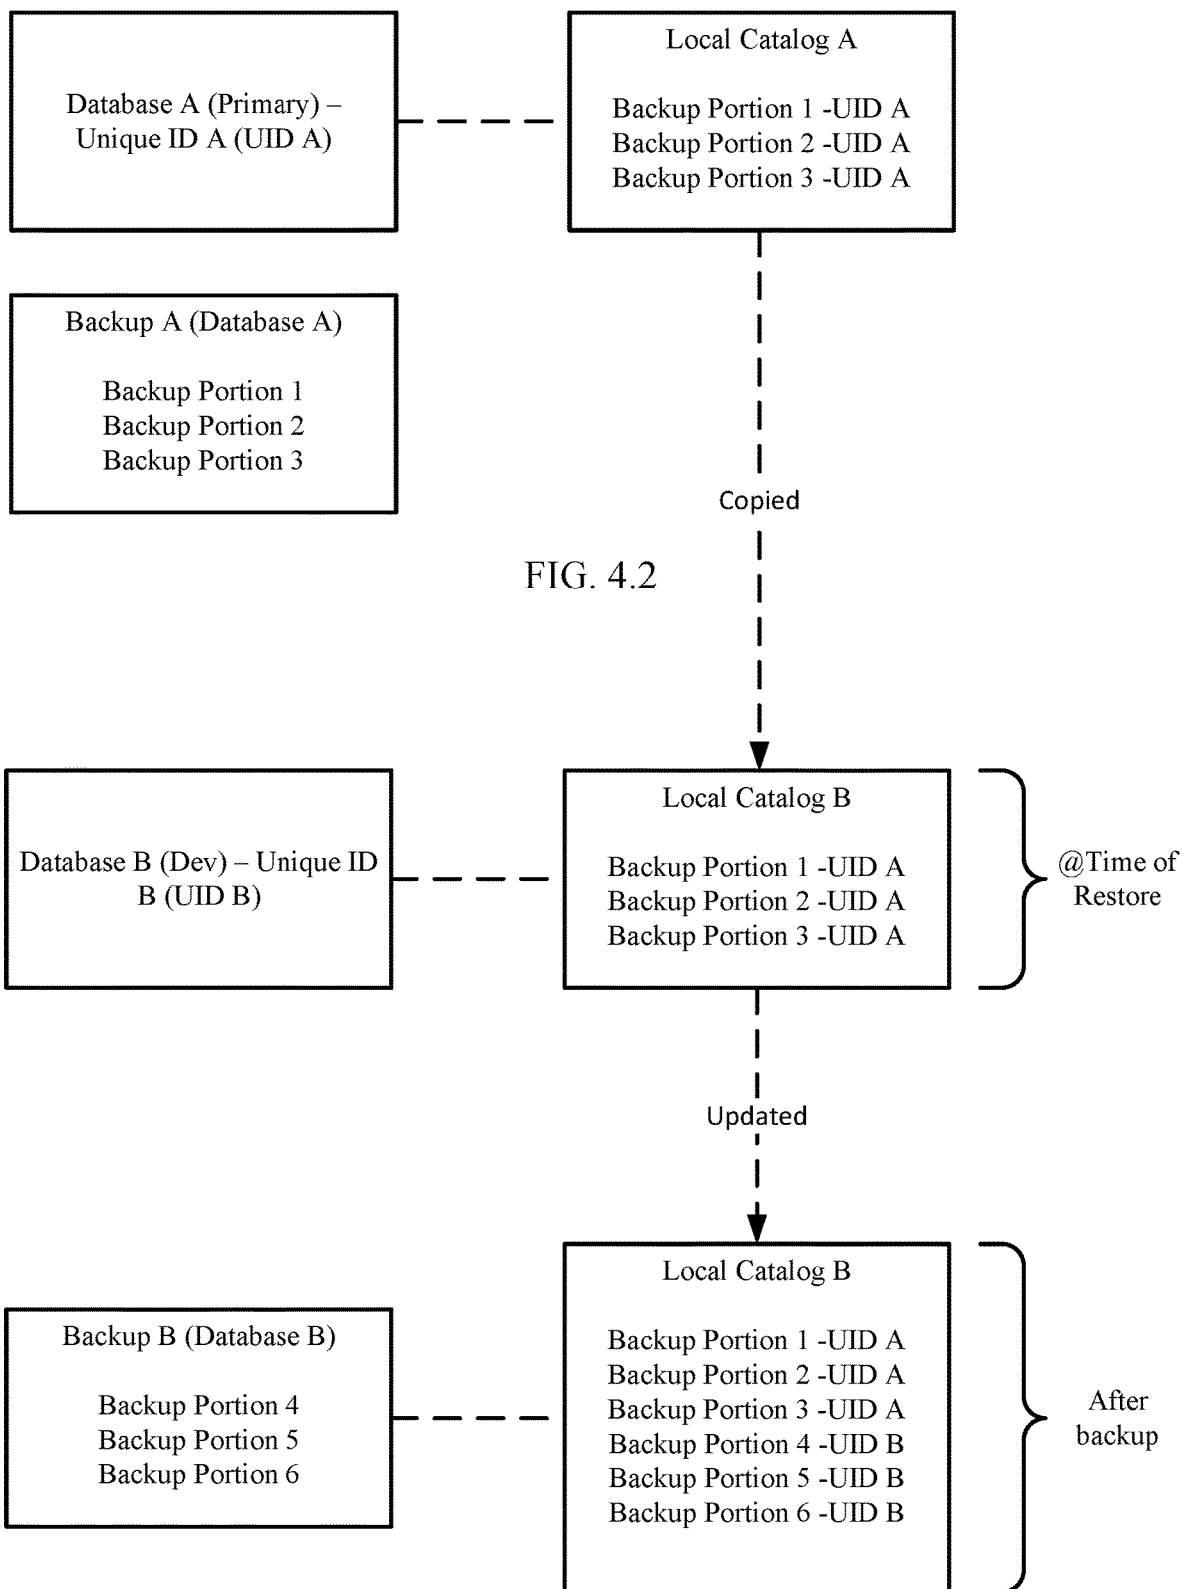 Database A (Primary) –
Unique ID A (UID A)
Local Catalog A
Backup Portion 1 -UID A
Backup Portion 2 -UID A
Backup Portion 3 -UID A
Backup A (Database A)
Backup Portion 1
Backup Portion 2
Backup Portion 3
Copied
FIG. 4.2
Database B (Dev) – Unique ID
B (UID B)
Local Catalog B
Backup Portion 1 -UID A
Backup Portion 2 -UID A
Backup Portion 3 -UID A
@Time of
Restore
Updated
Backup B (Database B)
Backup Portion 4
Backup Portion 5
Backup Portion 6
Local Catalog B
Backup Portion 1 -UID A
Backup Portion 2 -UID A
Backup Portion 3 -UID A
Backup Portion 4 -UID B
Backup Portion 5 -UID B
Backup Portion 6 -UID B
After
backup